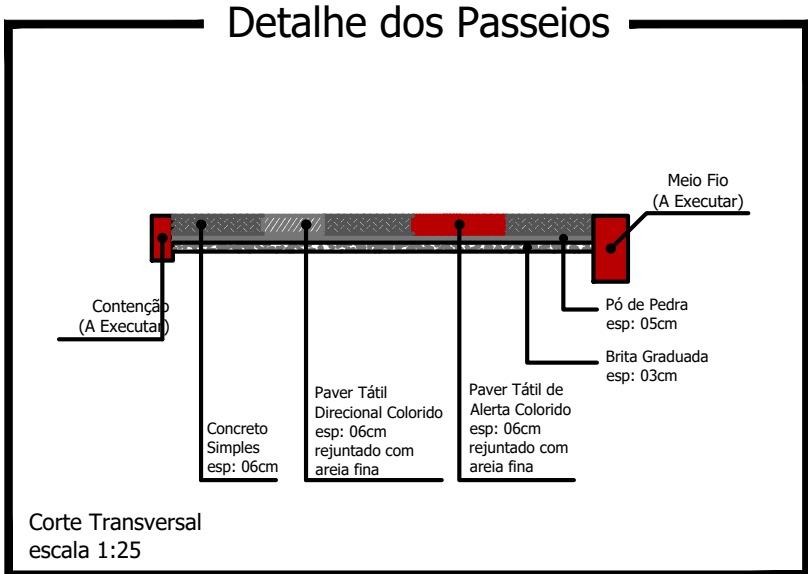 Detalhe dos Passeios
Meio Fio
(A Executar)
Contenção
(A Executar)
Pó de Pedra
esp: 05cm
Brita Graduada
esp: 03cm
Concreto
Simples
esp: 06cm
Paver Tátil
Direcional Colorido
esp: 06cm
rejuntado com
areia fina
Paver Tátil de
Alerta Colorido
esp: 06cm
rejuntado com
areia fina
Corte Transversal
escala 1:25